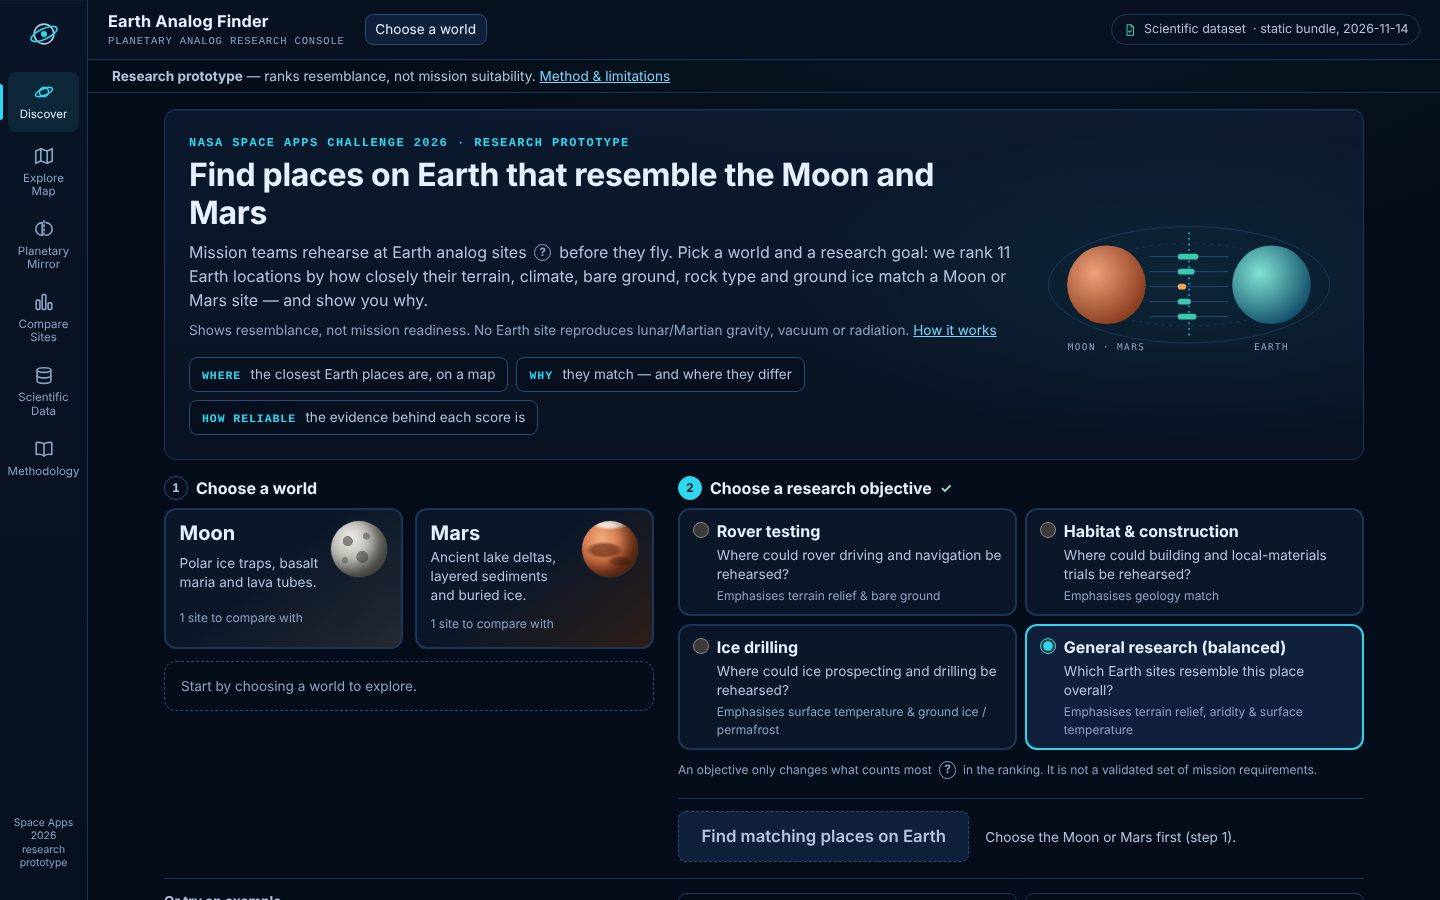 Earth Analog Finder
PLANETARY ANALOG RESEARCH CONSOLE
Choose a world
Scientific dataset · static bundle, 2026-11-14
Research prototype — ranks resemblance, not mission suitability. Method & limitations
Discover
Explore
Map
Planetary
Mirror
Compare
Sites
Scientific
Data
Methodology
Space Apps
2026
research
prototype
NASA SPACE APPS CHALLENGE 2026 · RESEARCH PROTOTYPE
Find places on Earth that resemble the Moon and
Mars
Mission teams rehearse at Earth analog sites ? before they fly. Pick a world and a research goal: we rank 11
Earth locations by how closely their terrain, climate, bare ground, rock type and ground ice match a Moon or
Mars site — and show you why.
Shows resemblance, not mission readiness. No Earth site reproduces lunar/Martian gravity, vacuum or radiation. How it works
WHERE the closest Earth places are, on a map
WHY they match — and where they differ
HOW RELIABLE the evidence behind each score is
MOON · MARS
EARTH
1 Choose a world
Moon
Polar ice traps, basalt
maria and lava tubes.
1 site to compare with
Mars
Ancient lake deltas,
layered sediments
and buried ice.
1 site to compare with
Start by choosing a world to explore.
2 Choose a research objective ✓
Rover testing
Where could rover driving and navigation be
rehearsed?
Emphasises terrain relief & bare ground
Habitat & construction
Where could building and local-materials
trials be rehearsed?
Emphasises geology match
Ice drilling
Where could ice prospecting and drilling be
rehearsed?
Emphasises surface temperature & ground ice /
permafrost
General research (balanced)
Which Earth sites resemble this place
overall?
Emphasises terrain relief, aridity & surface
temperature
An objective only changes what counts most ? in the ranking. It is not a validated set of mission requirements.
Find matching places on Earth
Choose the Moon or Mars first (step 1).
Or try an example